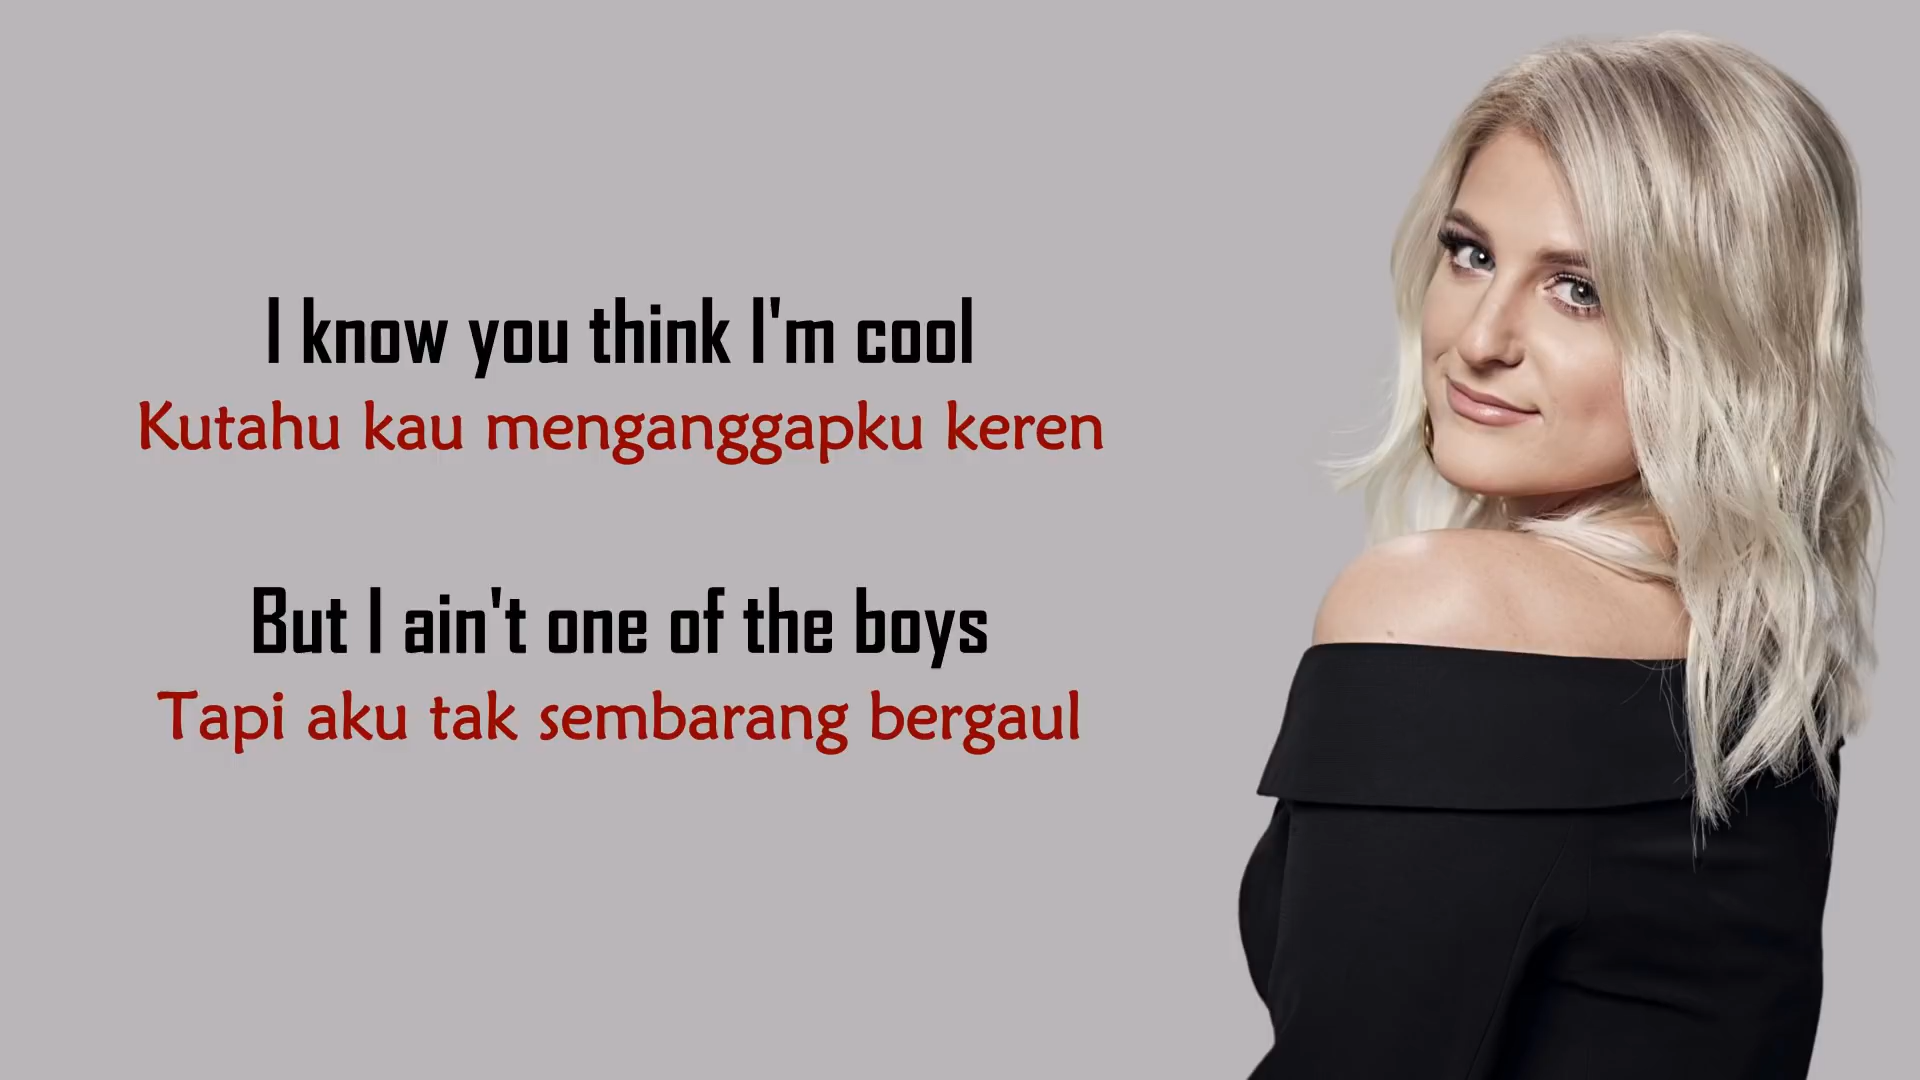 I know you think I'm cool
Kutahu kau menganggapku keren
But I ain't one of the boys
Tapi aku tak sembarang bergaul